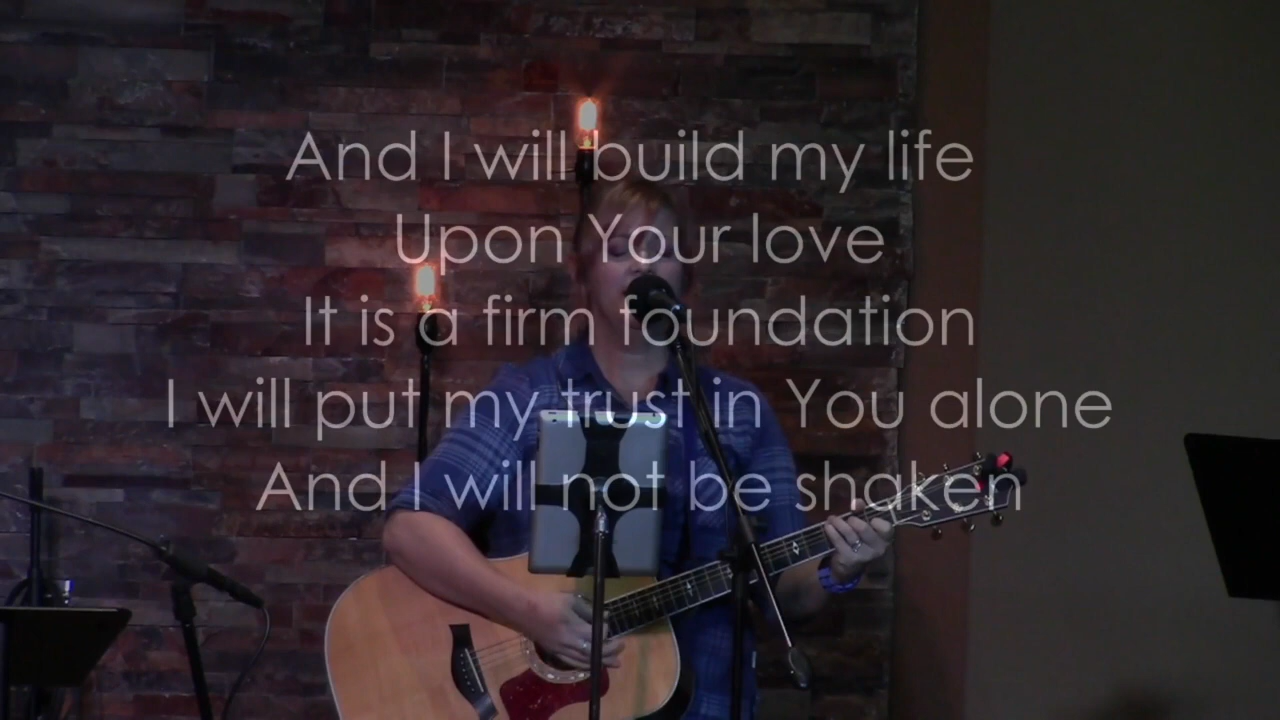 And I will build my life
Upon Your love
It is a firm foundation
I will put my trust in You alone
And I will not be shaken